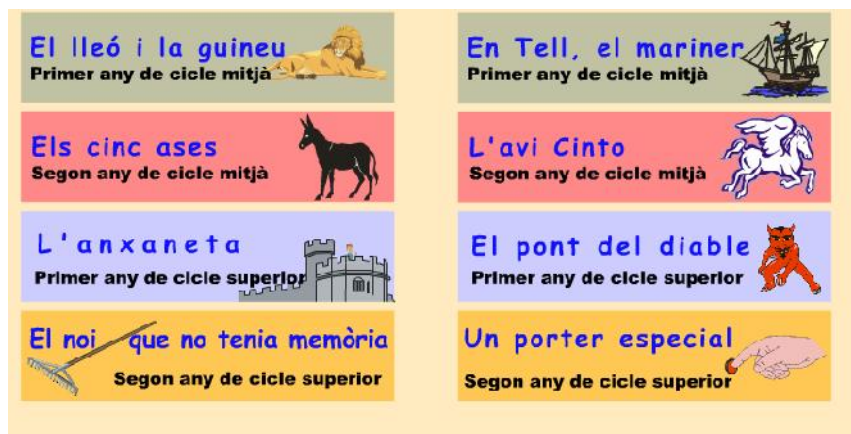 El lleó i la guineu
Primer any de cicle mitjà
En Tell, el mariner
Primer any de cicle mitjà
Els cinc ases
Segon any de cicle mitjà
L'avi Cinto
Segon any de cicle mitjà
L'anxaneta
Primer any de cicle superior
El pont del diable
Primer any de cicle superior
El noi que no tenia memòria
Segon any de cicle superior
Un porter especial
Segon any de cicle superior